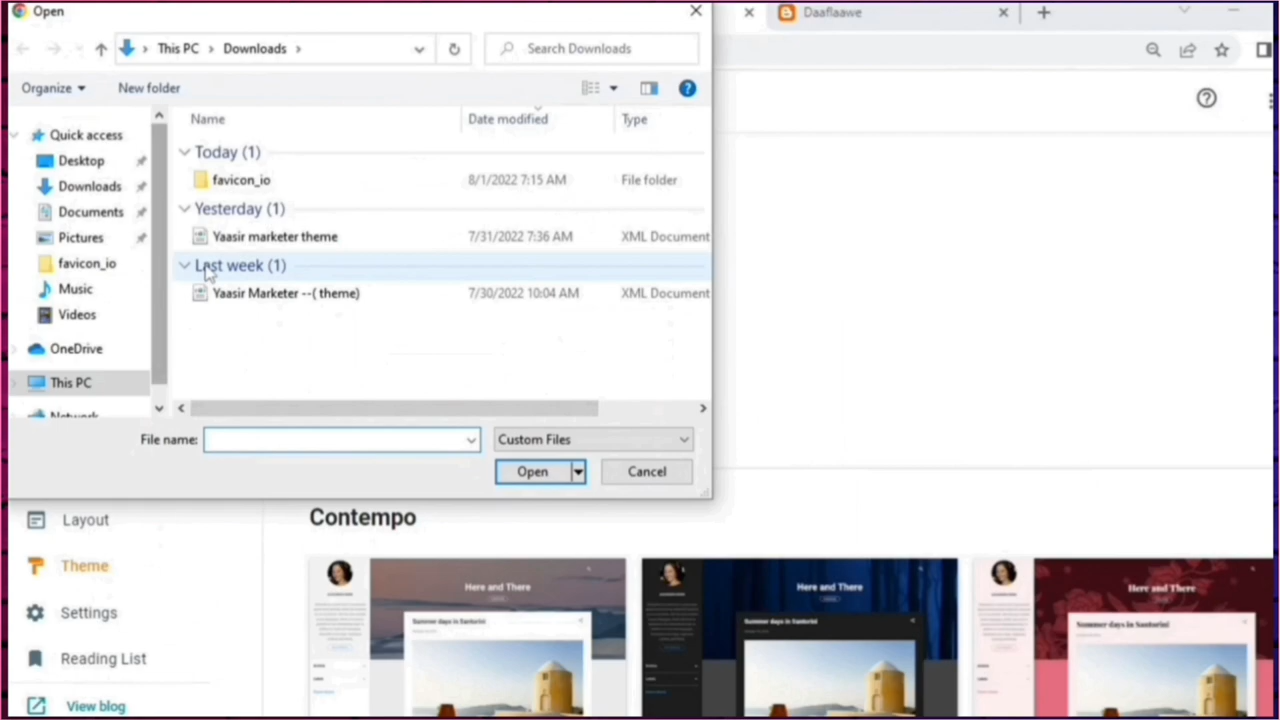 Open
Daaflaawe
This PC
Downloads
Search Downloads
Organize
New folder
Name
Date modified
Type
Quick access
Desktop
Downloads
Documents
Pictures
favicon_io
Music
Videos
OneDrive
This PC
Network
Today (1)
favicon_io 8/1/2022 7:15 AM File folder
Yesterday (1)
Yaasir marketer theme 7/31/2022 7:36 AM XML Document
Last week (1)
Yaasir Marketer --( theme) 7/30/2022 10:04 AM XML Document
File name:
Custom Files
Open
Cancel
Layout
Theme
Settings
Reading List
View blog
Contempo
Here and There
Summer days in Santorini
Here and There
Summer days in Santorini
Here and There
Summer days in Santorini